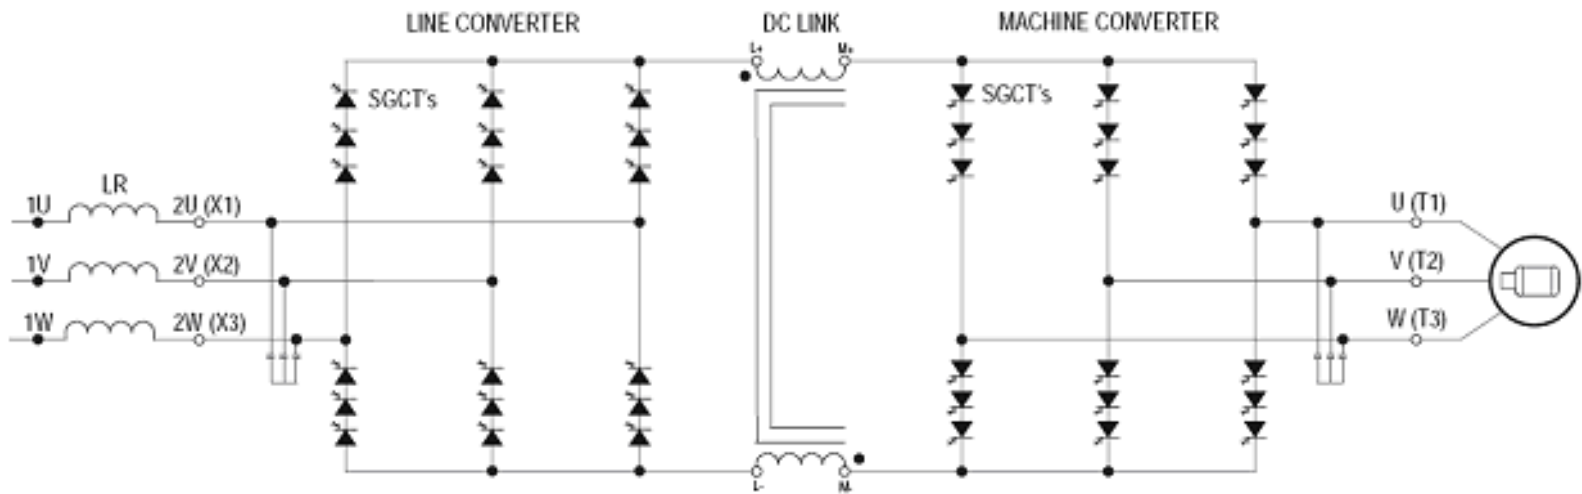 LINE CONVERTER
DC LINK
MACHINE CONVERTER
L+
M+
SGCT's
SGCT's
LR
1U
2U (X1)
U (T1)
1V
2V (X2)
V (T2)
1W
2W (X3)
W (T3)
L-
M-